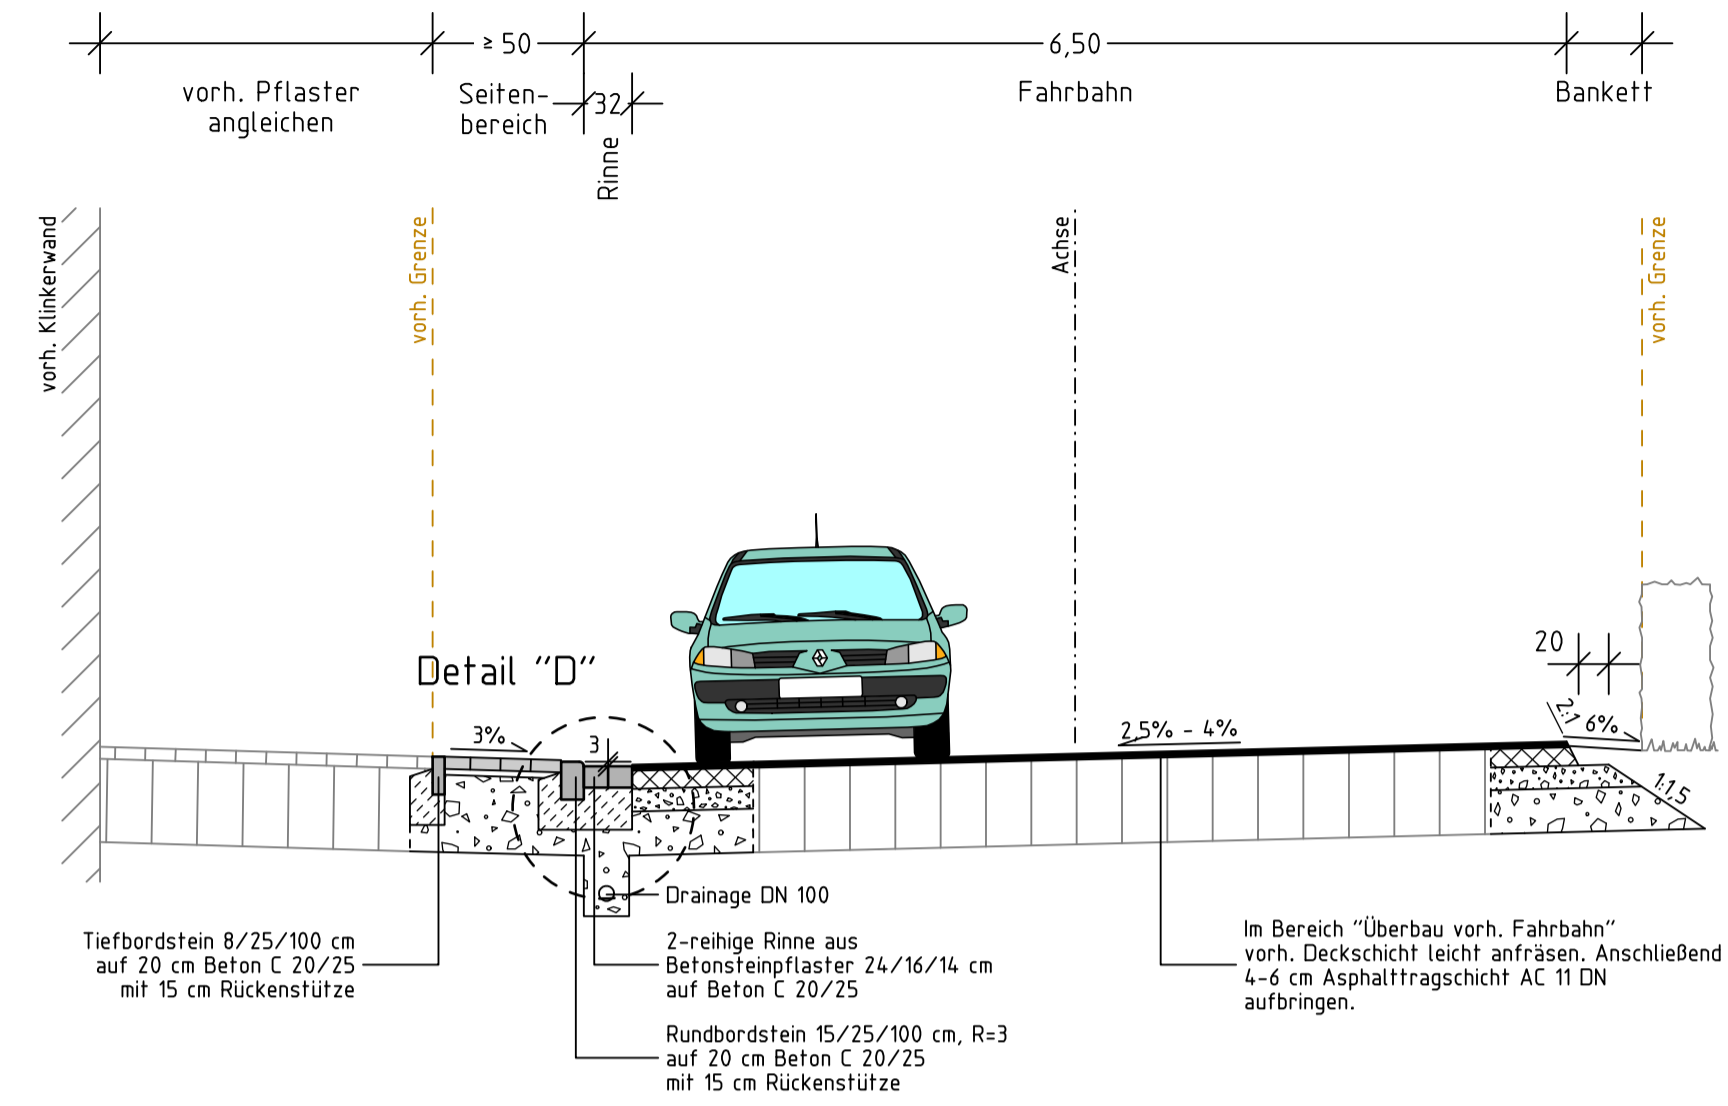 ≥ 50
6,50
vorh. Pflaster
angleichen
Seiten-
bereich
32
Rinne
Fahrbahn
Bankett
vorh. Klinkerwand
vorh. Grenze
Achse
vorh. Grenze
Detail "D"
3%
3
2,5% - 4%
20
2:1
6%
1:1,5
Drainage DN 100
Tiefbordstein 8/25/100 cm
auf 20 cm Beton C 20/25
mit 15 cm Rückenstütze
2-reihige Rinne aus
Betonsteinpflaster 24/16/14 cm
auf Beton C 20/25
Rundbordstein 15/25/100 cm, R=3
auf 20 cm Beton C 20/25
mit 15 cm Rückenstütze
Im Bereich "Überbau vorh. Fahrbahn"
vorh. Deckschicht leicht anfräsen. Anschließend
4-6 cm Asphalttragschicht AC 11 DN
aufbringen.